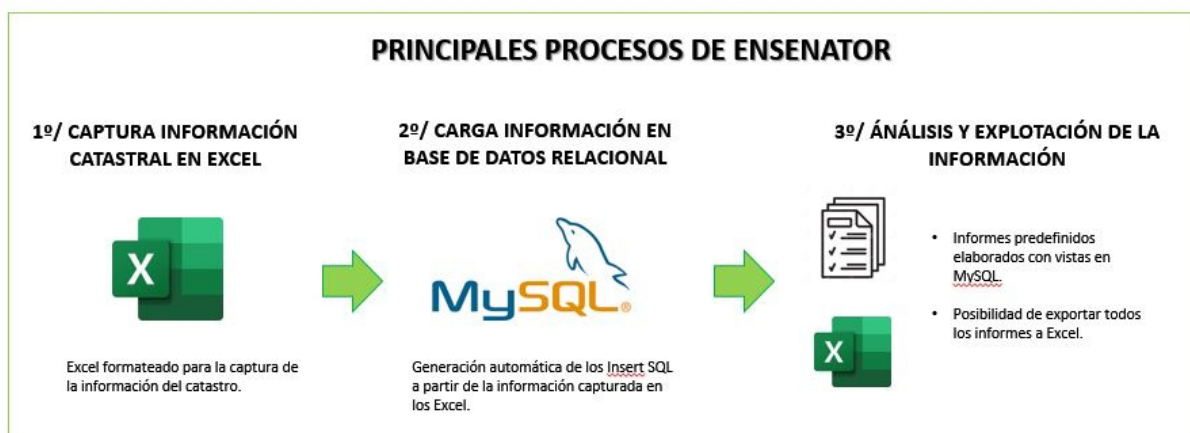 PRINCIPALES PROCESOS DE ENSENATOR
1º/ CAPTURA INFORMACIÓN
CATASTRAL EN EXCEL
X
Excel formateado para la captura de
la información del catastro.
2º/ CARGA INFORMACIÓN EN
BASE DE DATOS RELACIONAL
MySQL®
Generación automática de los Insert SQL
a partir de la información capturada en
los Excel.
3º/ ÁNÁLISIS Y EXPLOTACIÓN DE LA
INFORMACIÓN
• Informes predefinidos
elaborados con vistas en
MySQL.
• Posibilidad de exportar todos
los informes a Excel.
X